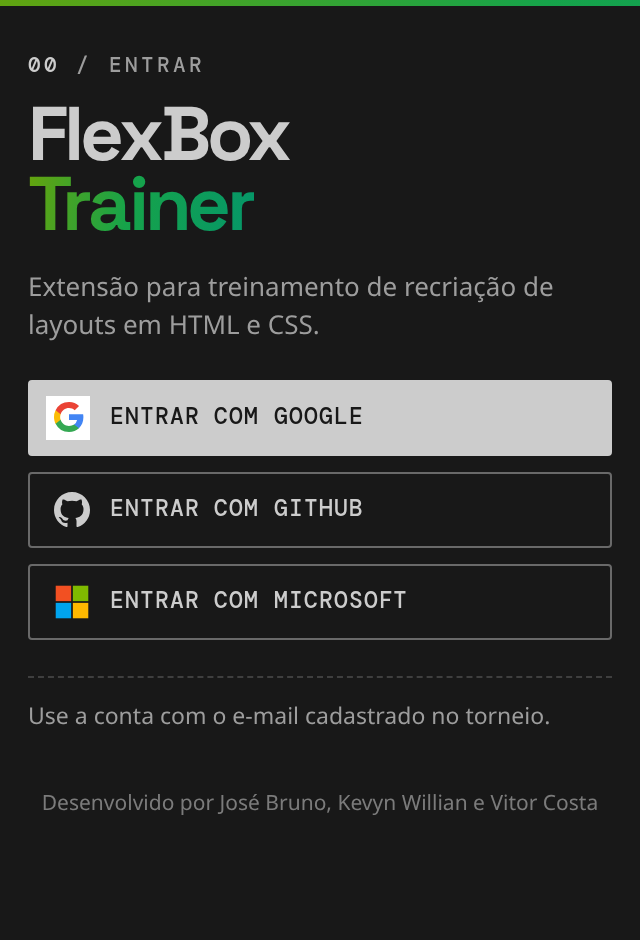 00 / ENTRAR
FlexBox
Trainer
Extensão para treinamento de recriação de
layouts em HTML e CSS.
ENTRAR COM GOOGLE
ENTRAR COM GITHUB
ENTRAR COM MICROSOFT
Use a conta com o e-mail cadastrado no torneio.
Desenvolvido por José Bruno, Kevyn Willian e Vitor Costa